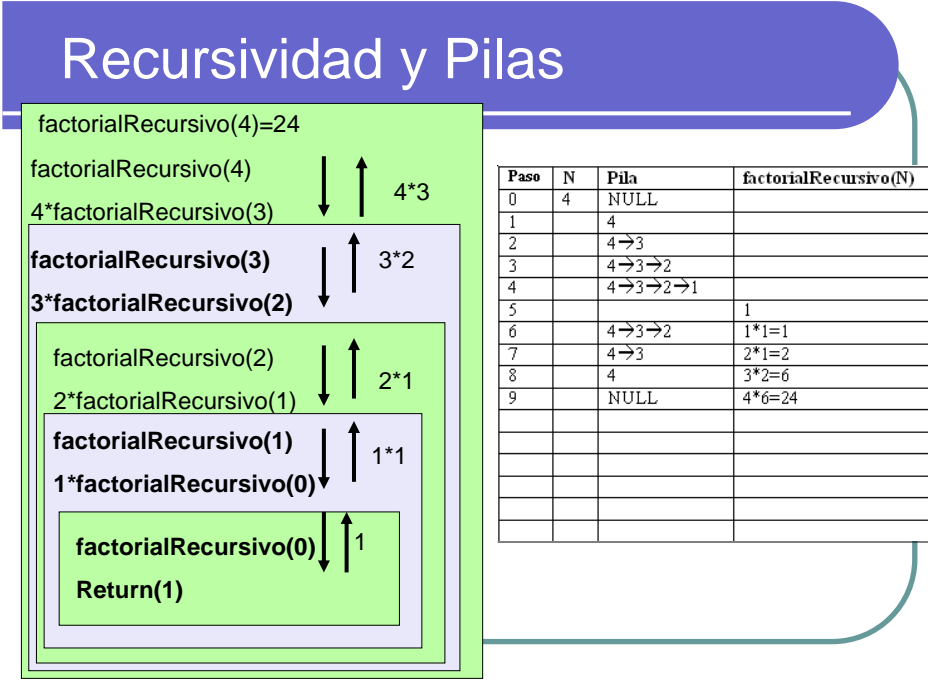 Recursividad y Pilas
factorialRecursivo(4)=24
factorialRecursivo(4)
4*factorialRecursivo(3)
4*3
factorialRecursivo(3)
3*factorialRecursivo(2)
3*2
factorialRecursivo(2)
2*factorialRecursivo(1)
2*1
factorialRecursivo(1)
1*factorialRecursivo(0)
1*1
factorialRecursivo(0)
Return(1)
1
Paso N Pila factorialRecursivo(N)
0 4 NULL
1 4
2 4→3
3 4→3→2
4 4→3→2→1
5 1
6 4→3→2 1*1=1
7 4→3 2*1=2
8 4 3*2=6
9 NULL 4*6=24